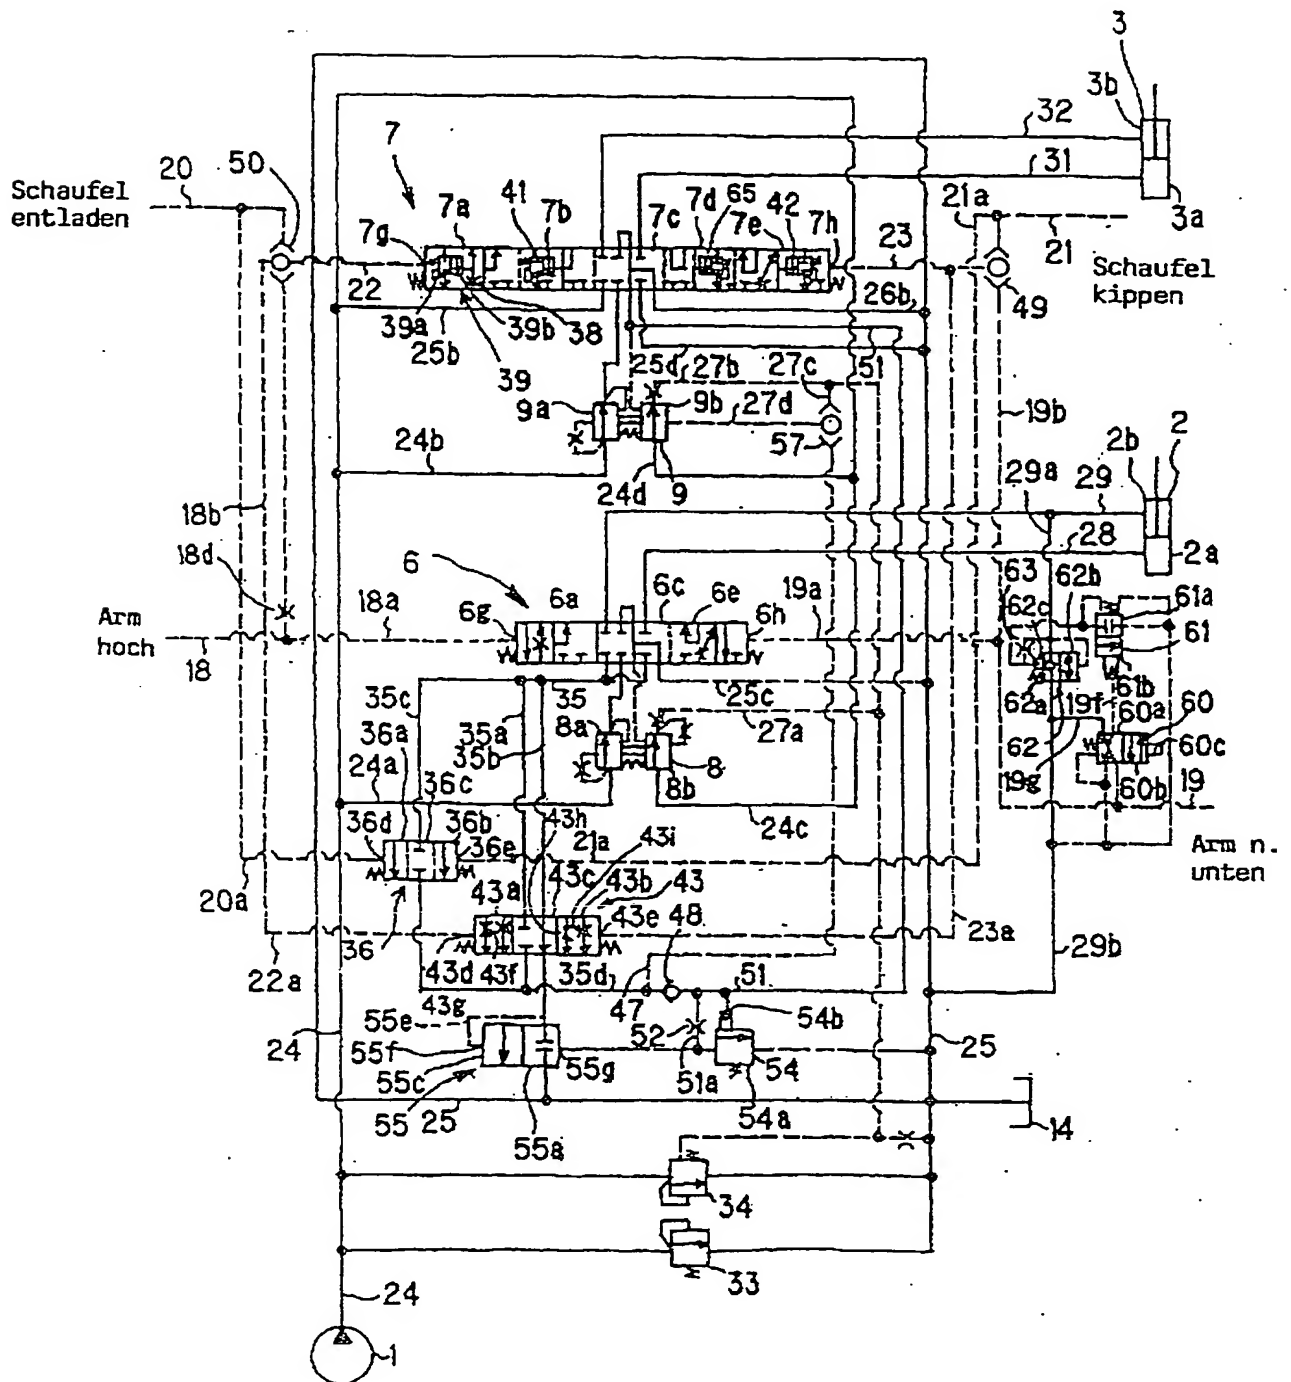 3
3b
32
7
20
50
Schaufel
entladen
31
3a
7a
41
7b
7c
7d
65
7e
42
7h
7g
21a
21
23
22
Schaufel
kippen
49
39a
39b
38
26b
25b
39
51
25d
27b
27c
9a
9b
27d
19b
57
24b
24d
9
2b
2
29a
29
18b
28
2a
18d
6
63
62b
62c
61a
61
Arm
hoch
18a
6g
6a
6c
6e
6h
19a
18
35c
35
25c
62a
19f
61b
60a
60
36a
35a
35b
8a
27a
8
8b
62
19g
60c
60b
19
24a
36c
24c
36d
36b
43h
43i
36e
21a
Arm n.
unten
20a
43a
43c
43b
43
36
43e
48
23a
22a
43d
43f
35d
51
29b
43g
47
54b
55e
52
24
55f
55g
54
25
55c
51a
55
25
55a
54a
14
34
33
24
1